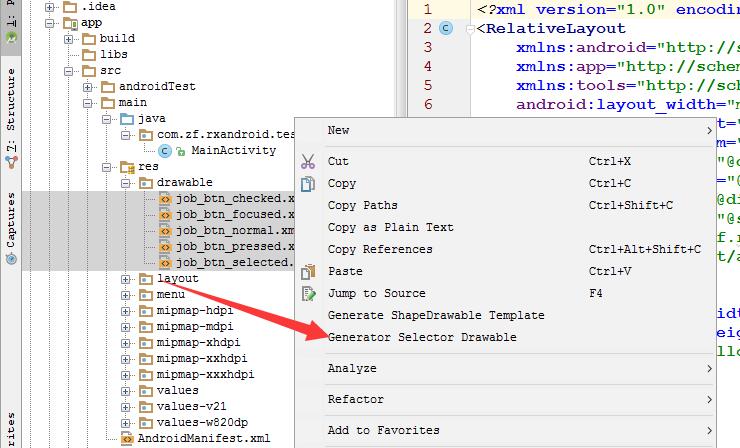 1: P
7: Structure
Captures
rites
.idea
app
build
libs
src
androidTest
main
java
com.zf.rxandroid.tes
MainActivity
res
drawable
job_btn_checked.x
job_btn_focused.x
job_btn_normal.xm
job_btn_pressed.x
job_btn_selected.
layout
menu
mipmap-hdpi
mipmap-mdpi
mipmap-xhdpi
mipmap-xxhdpi
mipmap-xxxhdpi
values
values-v21
values-w820dp
AndroidManifest.xml
1 <?xml version="1.0" encodin
2 <RelativeLayout
3 xmlns:android="http://s
4 xmlns:app="http://schem
5 xmlns:tools="http://sch
6 android:layout_width="m
New
Cut Ctrl+X
Copy Ctrl+C
Copy Paths Ctrl+Shift+C
Copy as Plain Text
Copy References Ctrl+Alt+Shift+C
Paste Ctrl+V
Jump to Source F4
Generate ShapeDrawable Template
Generator Selector Drawable
Analyze
Refactor
Add to Favorites